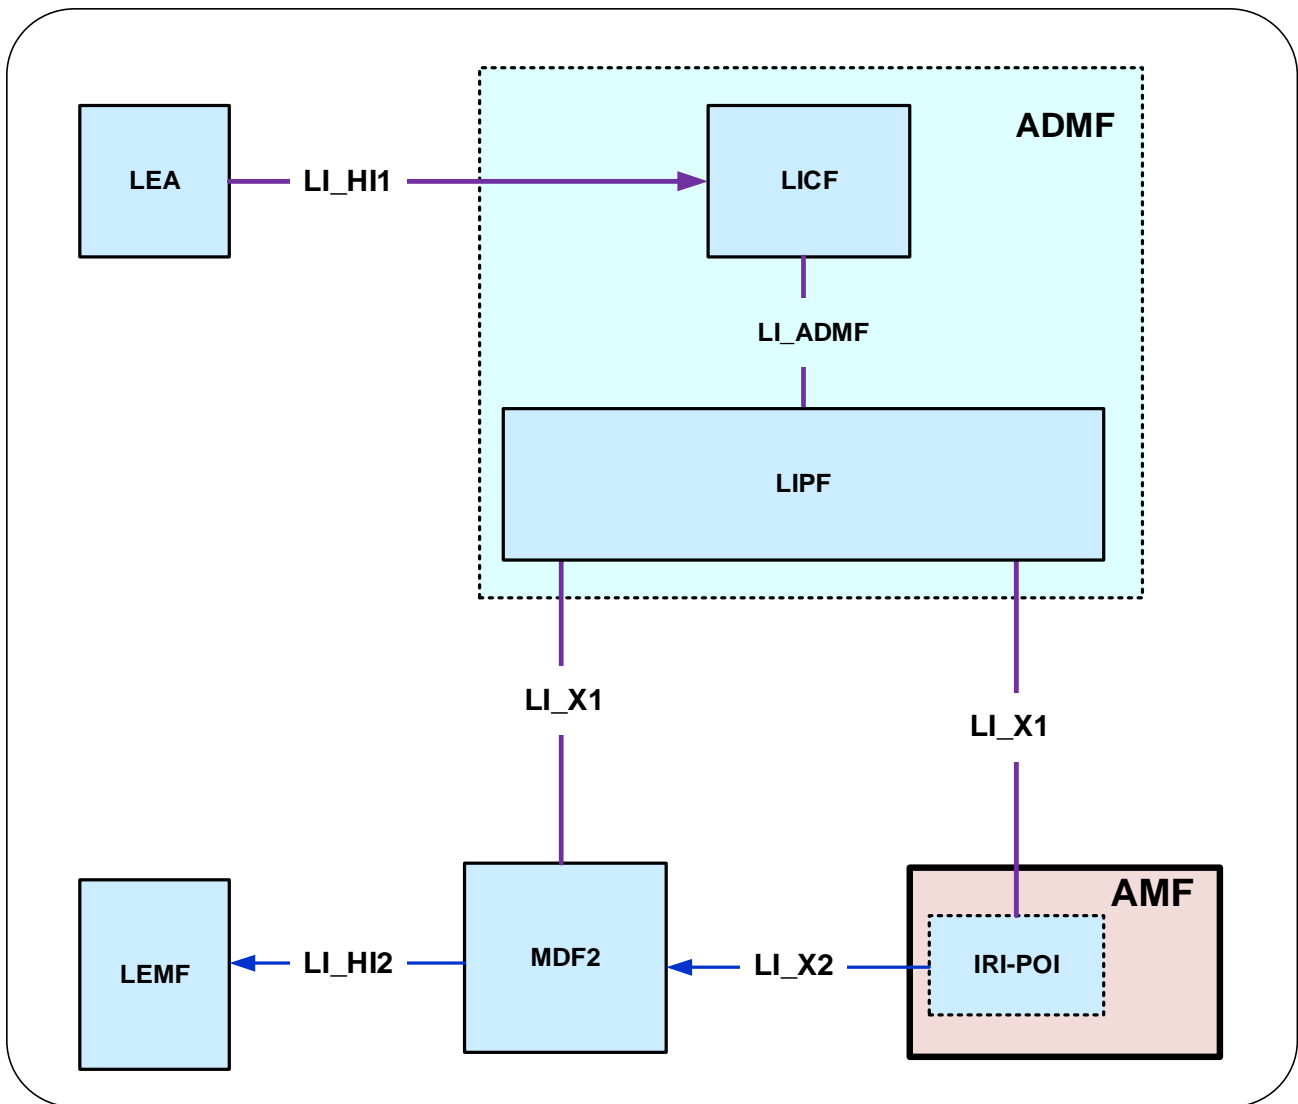 ADMF
LEA
LI_HI1
LICF
LI_ADMF
LIPF
LI_X1
LI_X1
AMF
LEMF
LI_HI2
MDF2
LI_X2
IRI-POI